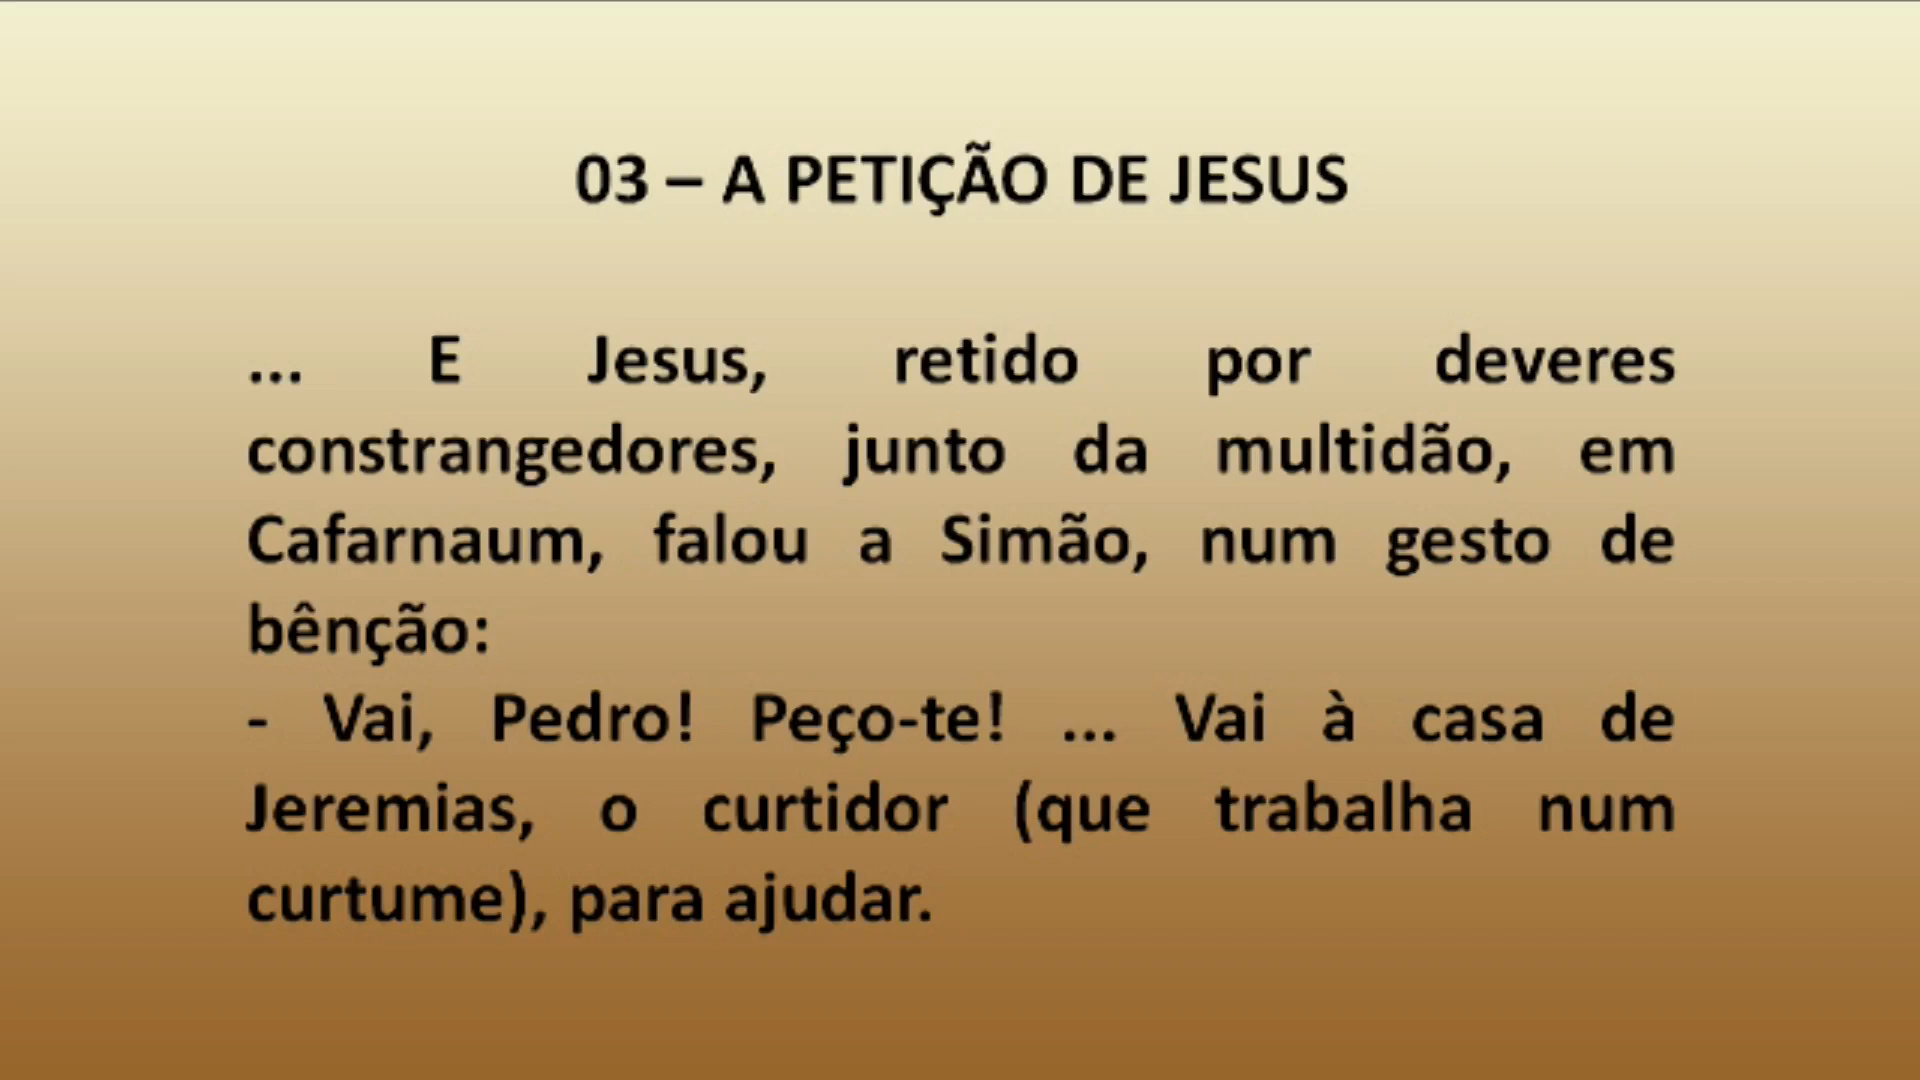 03 – A PETIÇÃO DE JESUS
... E Jesus, retido por deveres
constrangedores, junto da multidão, em
Cafarnaum, falou a Simão, num gesto de
bênção:
- Vai, Pedro! Peço-te! ... Vai à casa de
Jeremias, o curtidor (que trabalha num
curtume), para ajudar.